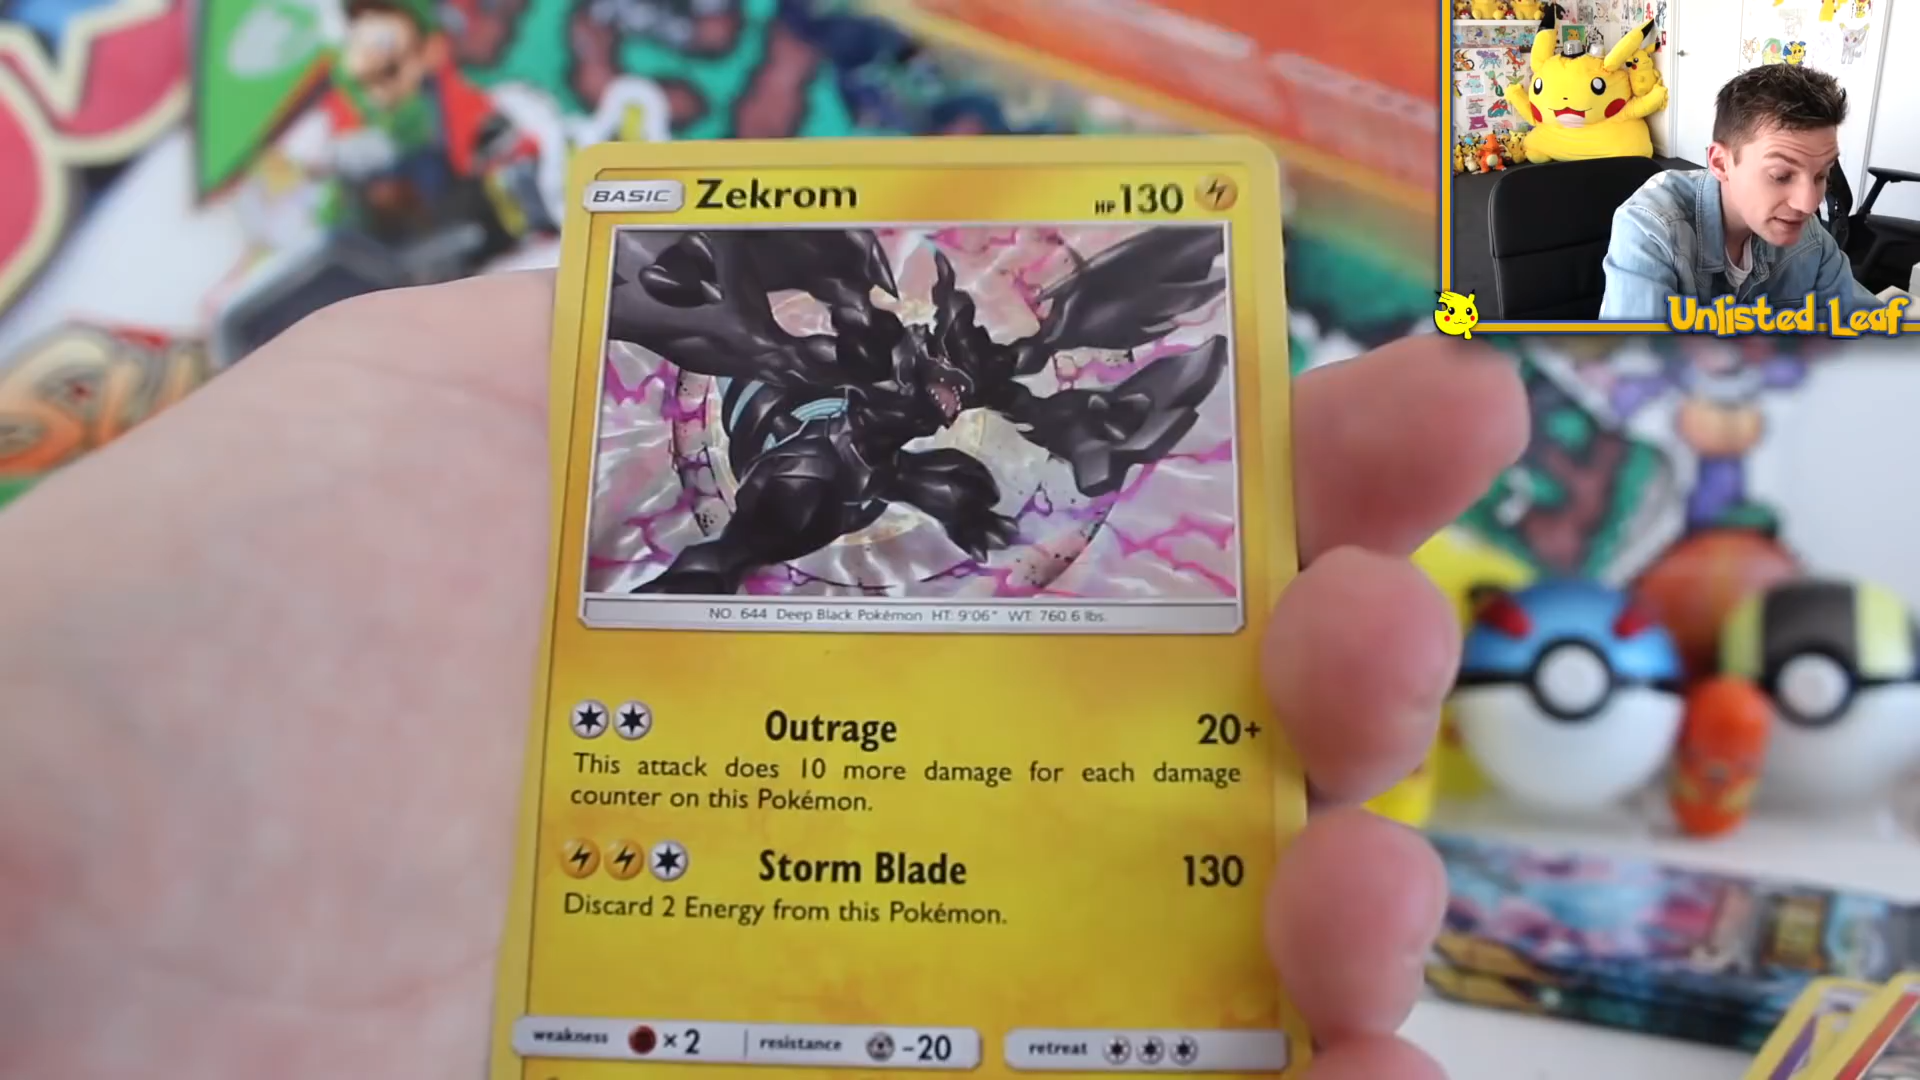 BASIC Zekrom HP 130
NO. 644 Deep Black Pokémon HT: 9'06" WT: 760.6 lbs.
Outrage 20+
This attack does 10 more damage for each damage
counter on this Pokémon.
Storm Blade 130
Discard 2 Energy from this Pokémon.
weakness ×2 resistance -20 retreat
Unlisted.Leaf